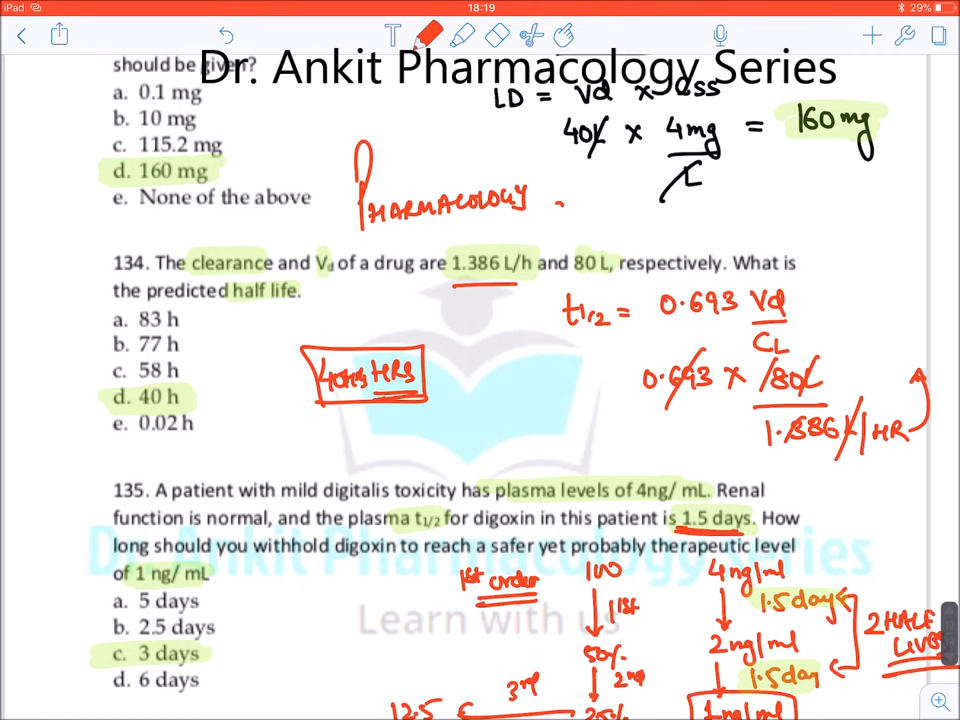 iPad
18:19
29%
T
Dr. Ankit Pharmacology Series
should be given?
LD = Vd x Css
a. 0.1 mg
b. 10 mg
40L x 4mg = 160 mg
L
c. 115.2 mg
d. 160 mg
e. None of the above
PHARMACOLOGY
134. The clearance and Vd of a drug are 1.386 L/h and 80 L, respectively. What is
the predicted half life.
t1/2 = 0.693 Vd
CL
a. 83 h
b. 77 h
c. 58 h
d. 40 h
e. 0.02 h
HRS
0.693 x 80L
1.386 L/HR
135. A patient with mild digitalis toxicity has plasma levels of 4ng/ mL. Renal
function is normal, and the plasma t1/2 for digoxin in this patient is 1.5 days. How
Dr. Ankit Pharmacology Series
long should you withhold digoxin to reach a safer yet probably therapeutic level
of 1 ng/ mL
a. 5 days
b. 2.5 days
c. 3 days
d. 6 days
Learn with us
1st order
100
1st
50%
2nd
25%
3rd
12.5
4ng/ml
1.5day
2ng/ml
1.5day
1ng/ml
2 HALF
LIVES